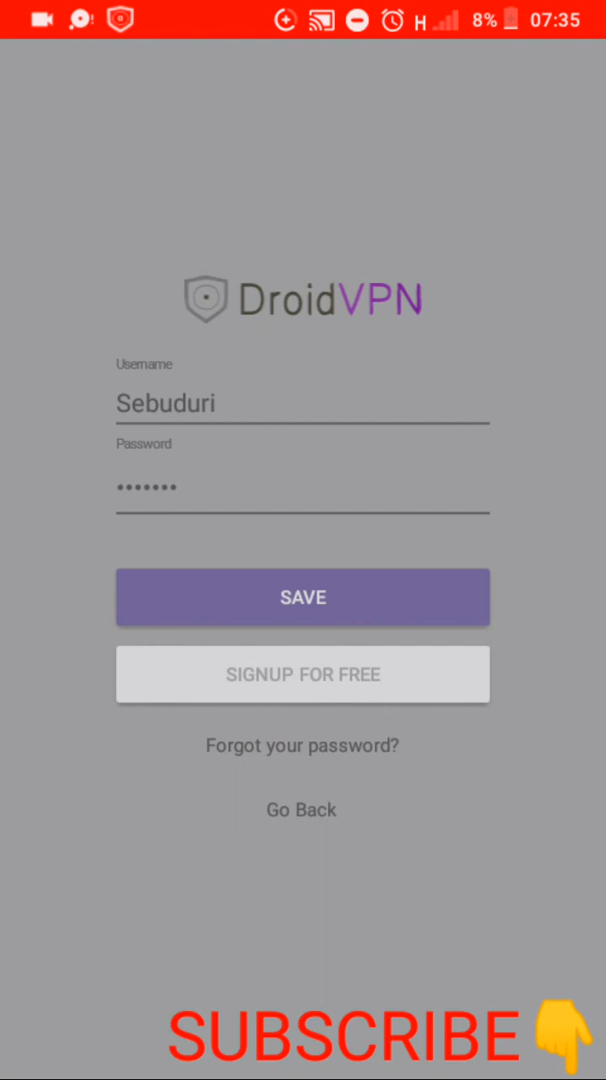 H 8% 07:35
DroidVPN
Username
Sebuduri
Password
•••••••
SAVE
SIGNUP FOR FREE
Forgot your password?
Go Back
SUBSCRIBE👇